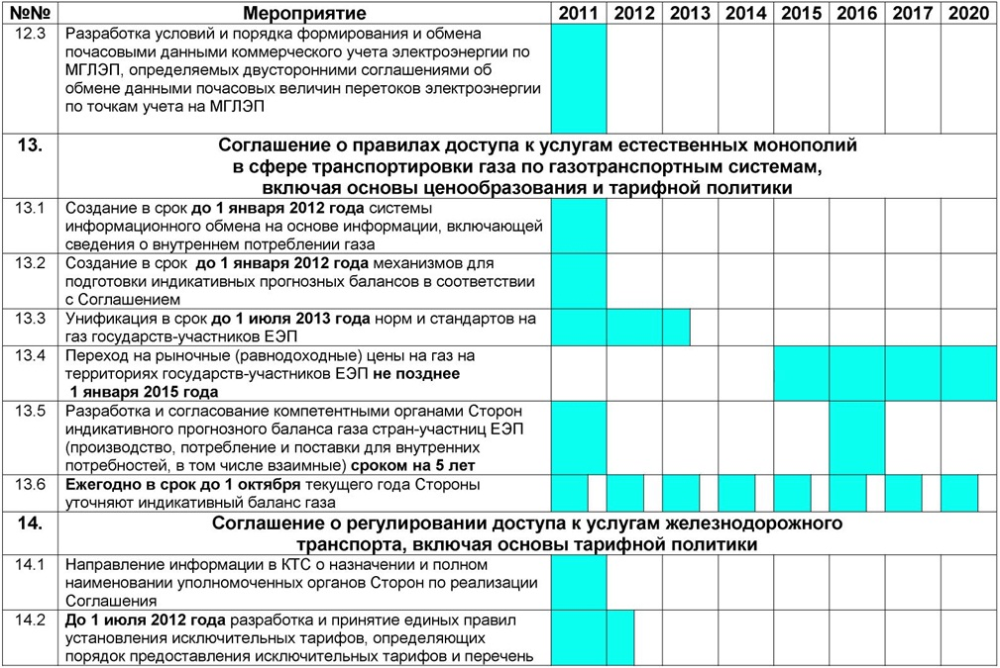 №№ Мероприятие 2011 2012 2013 2014 2015 2016 2017 2020
12.3 Разработка условий и порядка формирования и обмена
почасовыми данными коммерческого учета электроэнергии по
МГЛЭП, определяемых двусторонними соглашениями об
обмене данными почасовых величин перетоков электроэнергии
по точкам учета на МГЛЭП
13. Соглашение о правилах доступа к услугам естественных монополий
в сфере транспортировки газа по газотранспортным системам,
включая основы ценообразования и тарифной политики
13.1 Создание в срок до 1 января 2012 года системы
информационного обмена на основе информации, включающей
сведения о внутреннем потреблении газа
13.2 Создание в срок до 1 января 2012 года механизмов для
подготовки индикативных прогнозных балансов в соответствии
с Соглашением
13.3 Унификация в срок до 1 июля 2013 года норм и стандартов на
газ государств-участников ЕЭП
13.4 Переход на рыночные (равнодоходные) цены на газ на
территориях государств-участников ЕЭП не позднее
1 января 2015 года
13.5 Разработка и согласование компетентными органами Сторон
индикативного прогнозного баланса газа стран-участниц ЕЭП
(производство, потребление и поставки для внутренних
потребностей, в том числе взаимные) сроком на 5 лет
13.6 Ежегодно в срок до 1 октября текущего года Стороны
уточняют индикативный баланс газа
14. Соглашение о регулировании доступа к услугам железнодорожного
транспорта, включая основы тарифной политики
14.1 Направление информации в КТС о назначении и полном
наименовании уполномоченных органов Сторон по реализации
Соглашения
14.2 До 1 июля 2012 года разработка и принятие единых правил
установления исключительных тарифов, определяющих
порядок предоставления исключительных тарифов и перечень